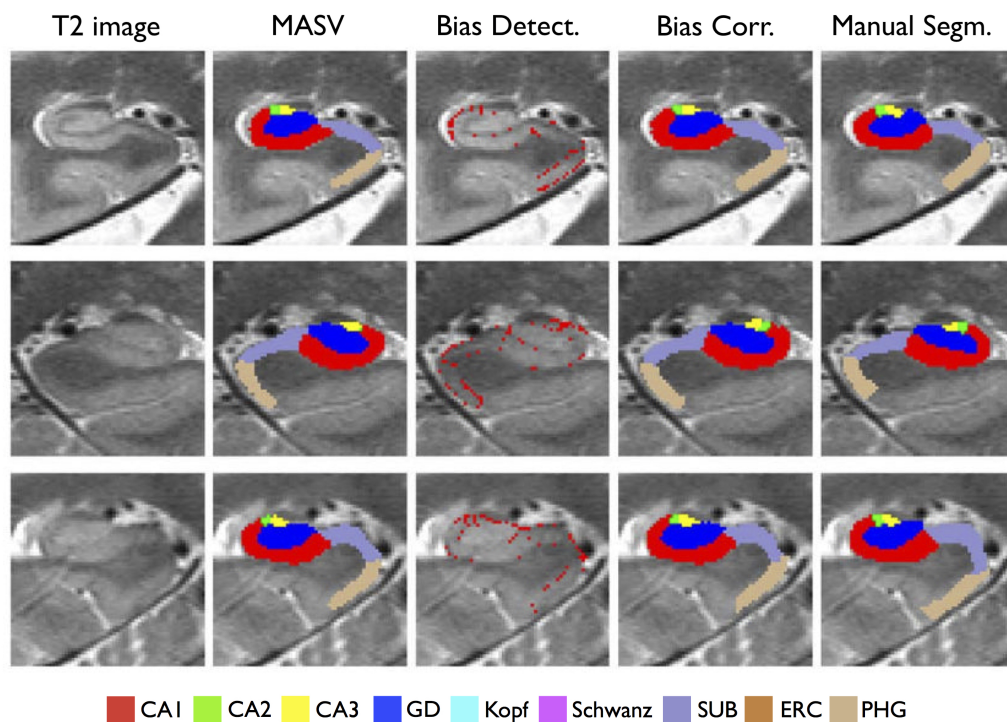 T2 image MASV Bias Detect. Bias Corr. Manual Segm.
CA1 CA2 CA3 GD Kopf Schwanz SUB ERC PHG